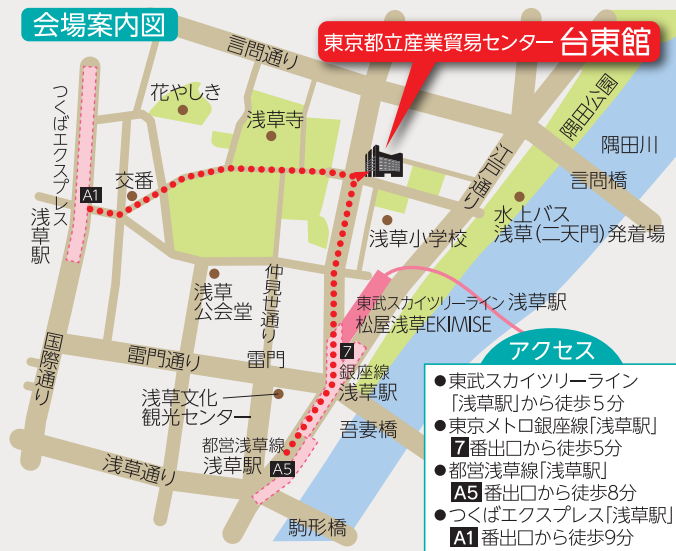 会場案内図
東京都立産業貿易センター 台東館
言問通り
つくばエクスプレス
浅草駅
A1
花やしき
浅草寺
交番
隅田公園
隅田川
江戸通り
言問橋
浅草小学校
水上バス
浅草(二天門)発着場
浅草
公会堂
仲見世通り
東武スカイツリーライン 浅草駅
松屋浅草EKIMISE
国際通り
雷門通り
雷門
7
銀座線
浅草駅
浅草文化
観光センター
吾妻橋
都営浅草線
浅草駅
A5
浅草通り
駒形橋
アクセス
●東武スカイツリーライン
「浅草駅」から徒歩5分
●東京メトロ銀座線「浅草駅」
7番出口から徒歩5分
●都営浅草線「浅草駅」
A5番出口から徒歩8分
●つくばエクスプレス「浅草駅」
A1番出口から徒歩9分